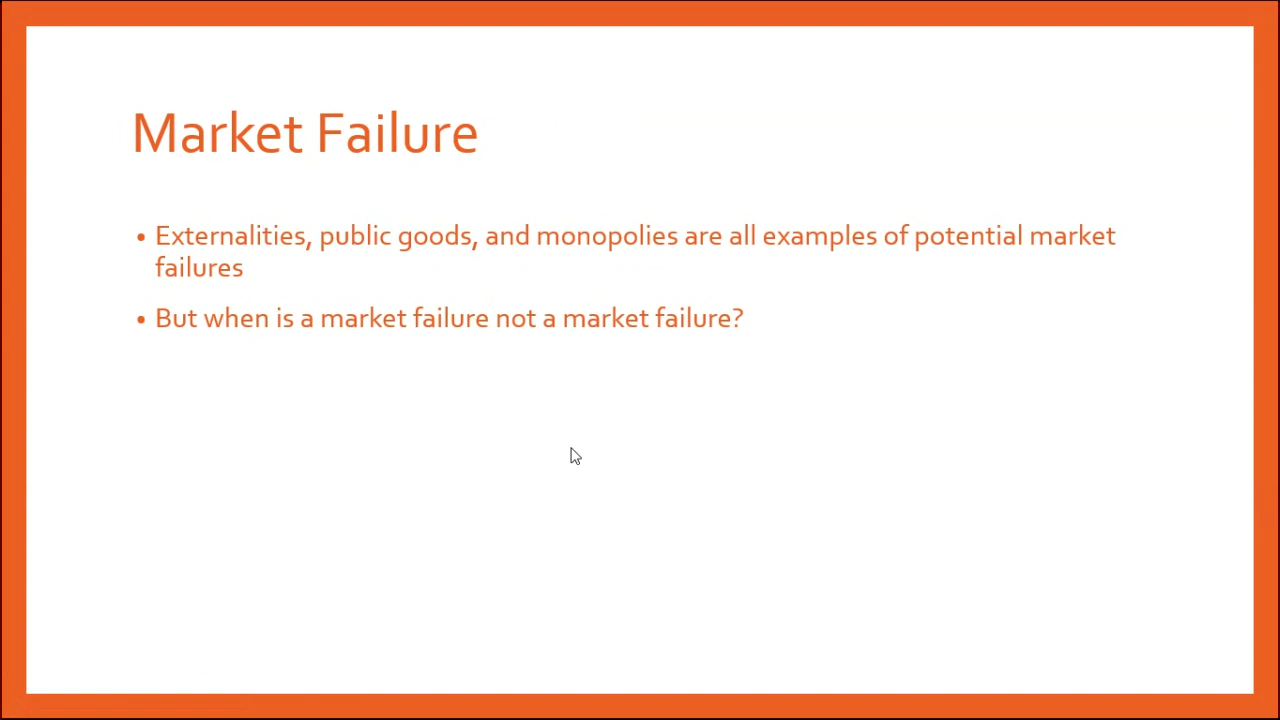 Market Failure
• Externalities, public goods, and monopolies are all examples of potential market
failures
• But when is a market failure not a market failure?